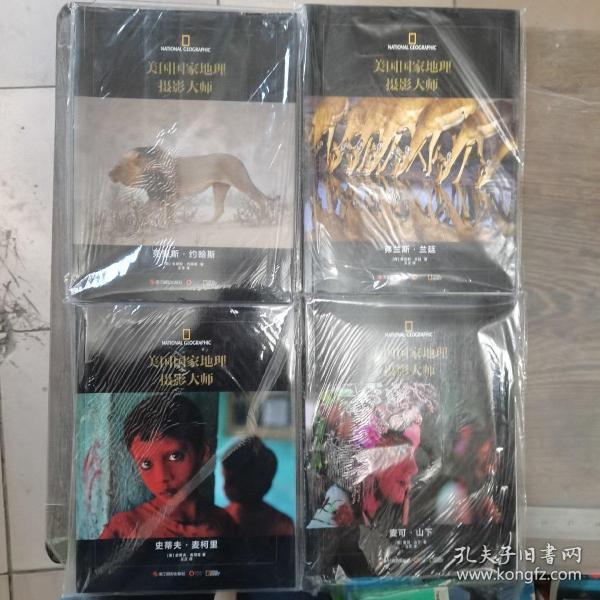 NATIONAL GEOGRAPHIC
美国国家地理
摄影大师
克里斯·约翰斯
NATIONAL GEOGRAPHIC
美国国家地理
摄影大师
弗兰斯·兰廷
NATIONAL GEOGRAPHIC
美国国家地理
摄影大师
史蒂夫·麦柯里
NATIONAL GEOGRAPHIC
美国国家地理
摄影大师
麦可·山下
孔夫子旧书网
www.kongfz.com